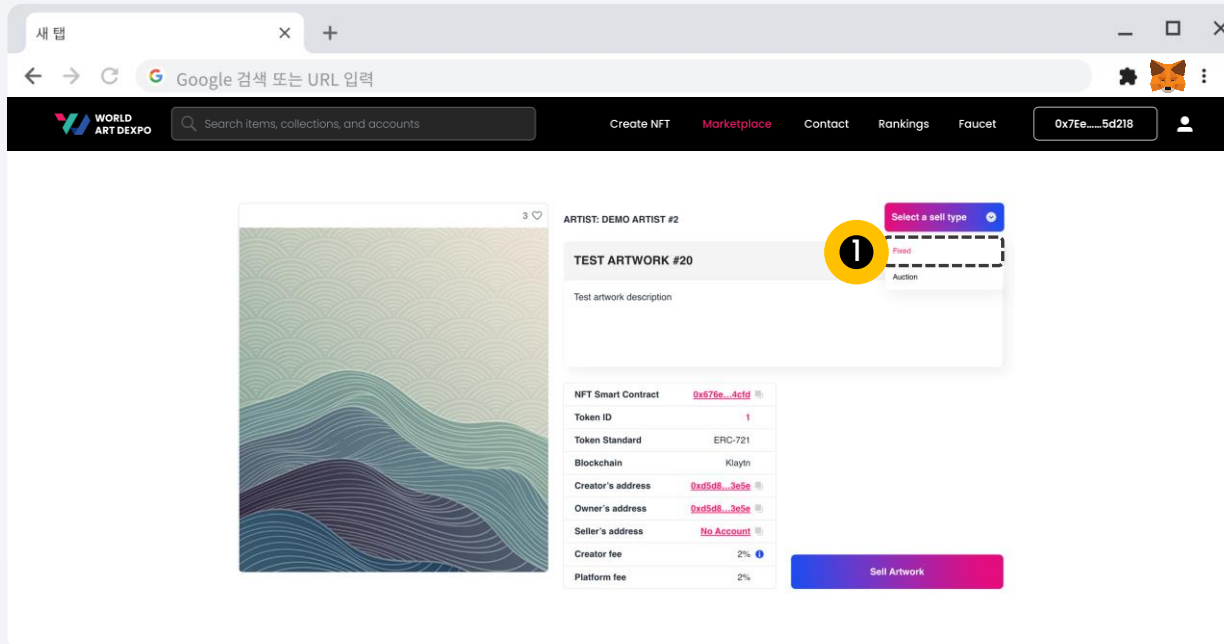 새 탭
Google 검색 또는 URL 입력
WORLD
ART DEXPO
Search items, collections, and accounts
Create NFT
Marketplace
Contact
Rankings
Faucet
0x7Ee......5d218
3
ARTIST: DEMO ARTIST #2
Select a sell type
1
Fixed
Auction
TEST ARTWORK #20
Test artwork description
NFT Smart Contract 0x676e...4cfd
Token ID 1
Token Standard ERC-721
Blockchain Klaytn
Creator's address 0xd5d8...3e5e
Owner's address 0xd5d8...3e5e
Seller's address No Account
Creator fee 2%
Platform fee 2%
Sell Artwork